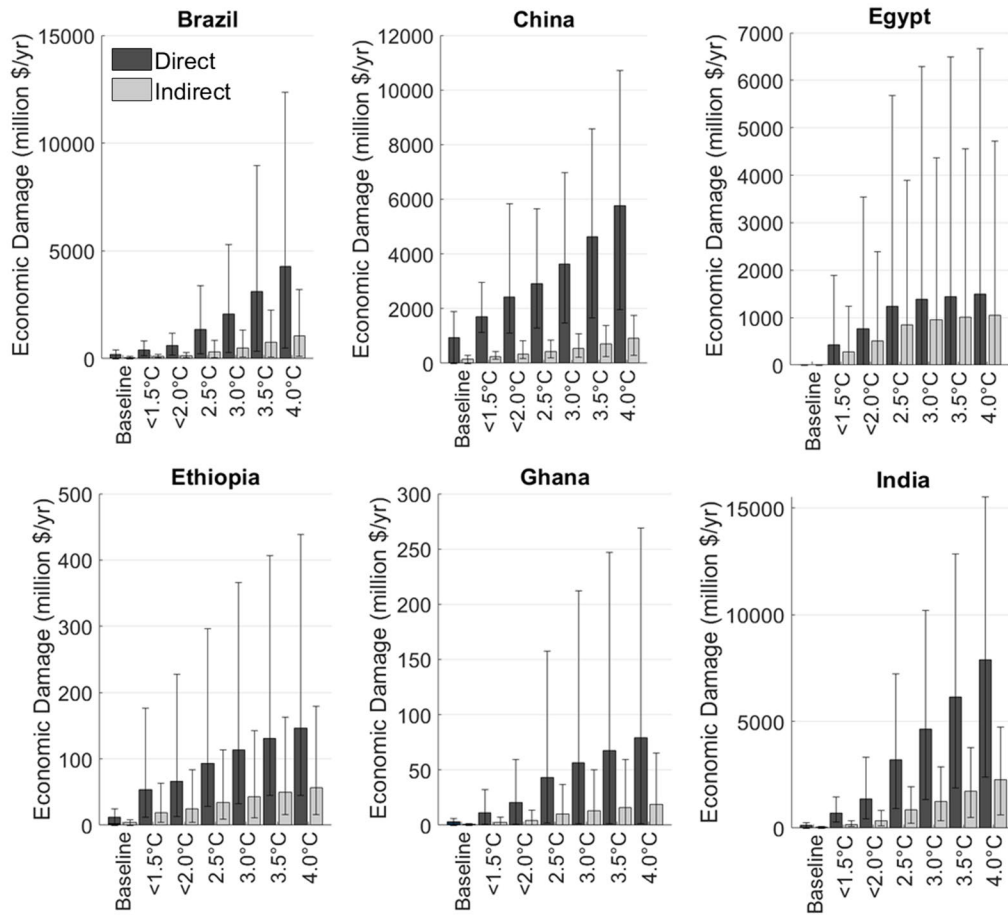 Brazil
Economic Damage (million $/yr)
15000
10000
5000
0
Direct
Indirect
Baseline
<1.5°C
<2.0°C
2.5°C
3.0°C
3.5°C
4.0°C
China
Economic Damage (million $/yr)
12000
10000
8000
6000
4000
2000
0
Baseline
<1.5°C
<2.0°C
2.5°C
3.0°C
3.5°C
4.0°C
Egypt
Economic Damage (million $/yr)
7000
6000
5000
4000
3000
2000
1000
0
Baseline
<1.5°C
<2.0°C
2.5°C
3.0°C
3.5°C
4.0°C
Ethiopia
Economic Damage (million $/yr)
500
400
300
200
100
0
Baseline
<1.5°C
<2.0°C
2.5°C
3.0°C
3.5°C
4.0°C
Ghana
Economic Damage (million $/yr)
300
250
200
150
100
50
0
Baseline
<1.5°C
<2.0°C
2.5°C
3.0°C
3.5°C
4.0°C
India
Economic Damage (million $/yr)
15000
10000
5000
0
Baseline
<1.5°C
<2.0°C
2.5°C
3.0°C
3.5°C
4.0°C